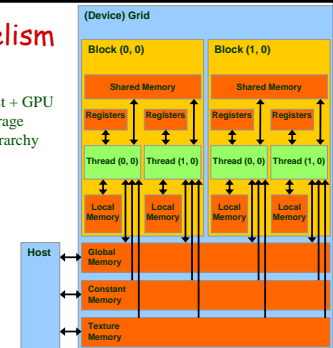 (Device) Grid
elism
st + GPU
rage
rarchy
Block (0, 0)
Block (1, 0)
Shared Memory
Shared Memory
Registers
Registers
Registers
Registers
Thread (0, 0)
Thread (1, 0)
Thread (0, 0)
Thread (1, 0)
Local
Memory
Local
Memory
Local
Memory
Local
Memory
Host
Global
Memory
Constant
Memory
Texture
Memory